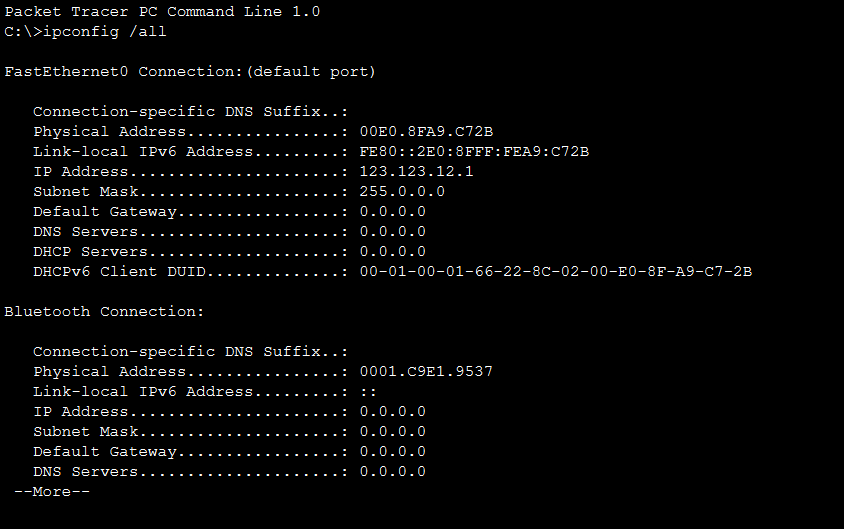 Packet Tracer PC Command Line 1.0
C:\>ipconfig /all
FastEthernet0 Connection:(default port)
Connection-specific DNS Suffix..:
Physical Address................: 00E0.8FA9.C72B
Link-local IPv6 Address.........: FE80::2E0:8FFF:FEA9:C72B
IP Address......................: 123.123.12.1
Subnet Mask.....................: 255.0.0.0
Default Gateway.................: 0.0.0.0
DNS Servers.....................: 0.0.0.0
DHCP Servers....................: 0.0.0.0
DHCPv6 Client DUID..............: 00-01-00-01-66-22-8C-02-00-E0-8F-A9-C7-2B
Bluetooth Connection:
Connection-specific DNS Suffix..:
Physical Address................: 0001.C9E1.9537
Link-local IPv6 Address.........: ::
IP Address......................: 0.0.0.0
Subnet Mask.....................: 0.0.0.0
Default Gateway.................: 0.0.0.0
DNS Servers.....................: 0.0.0.0
--More--